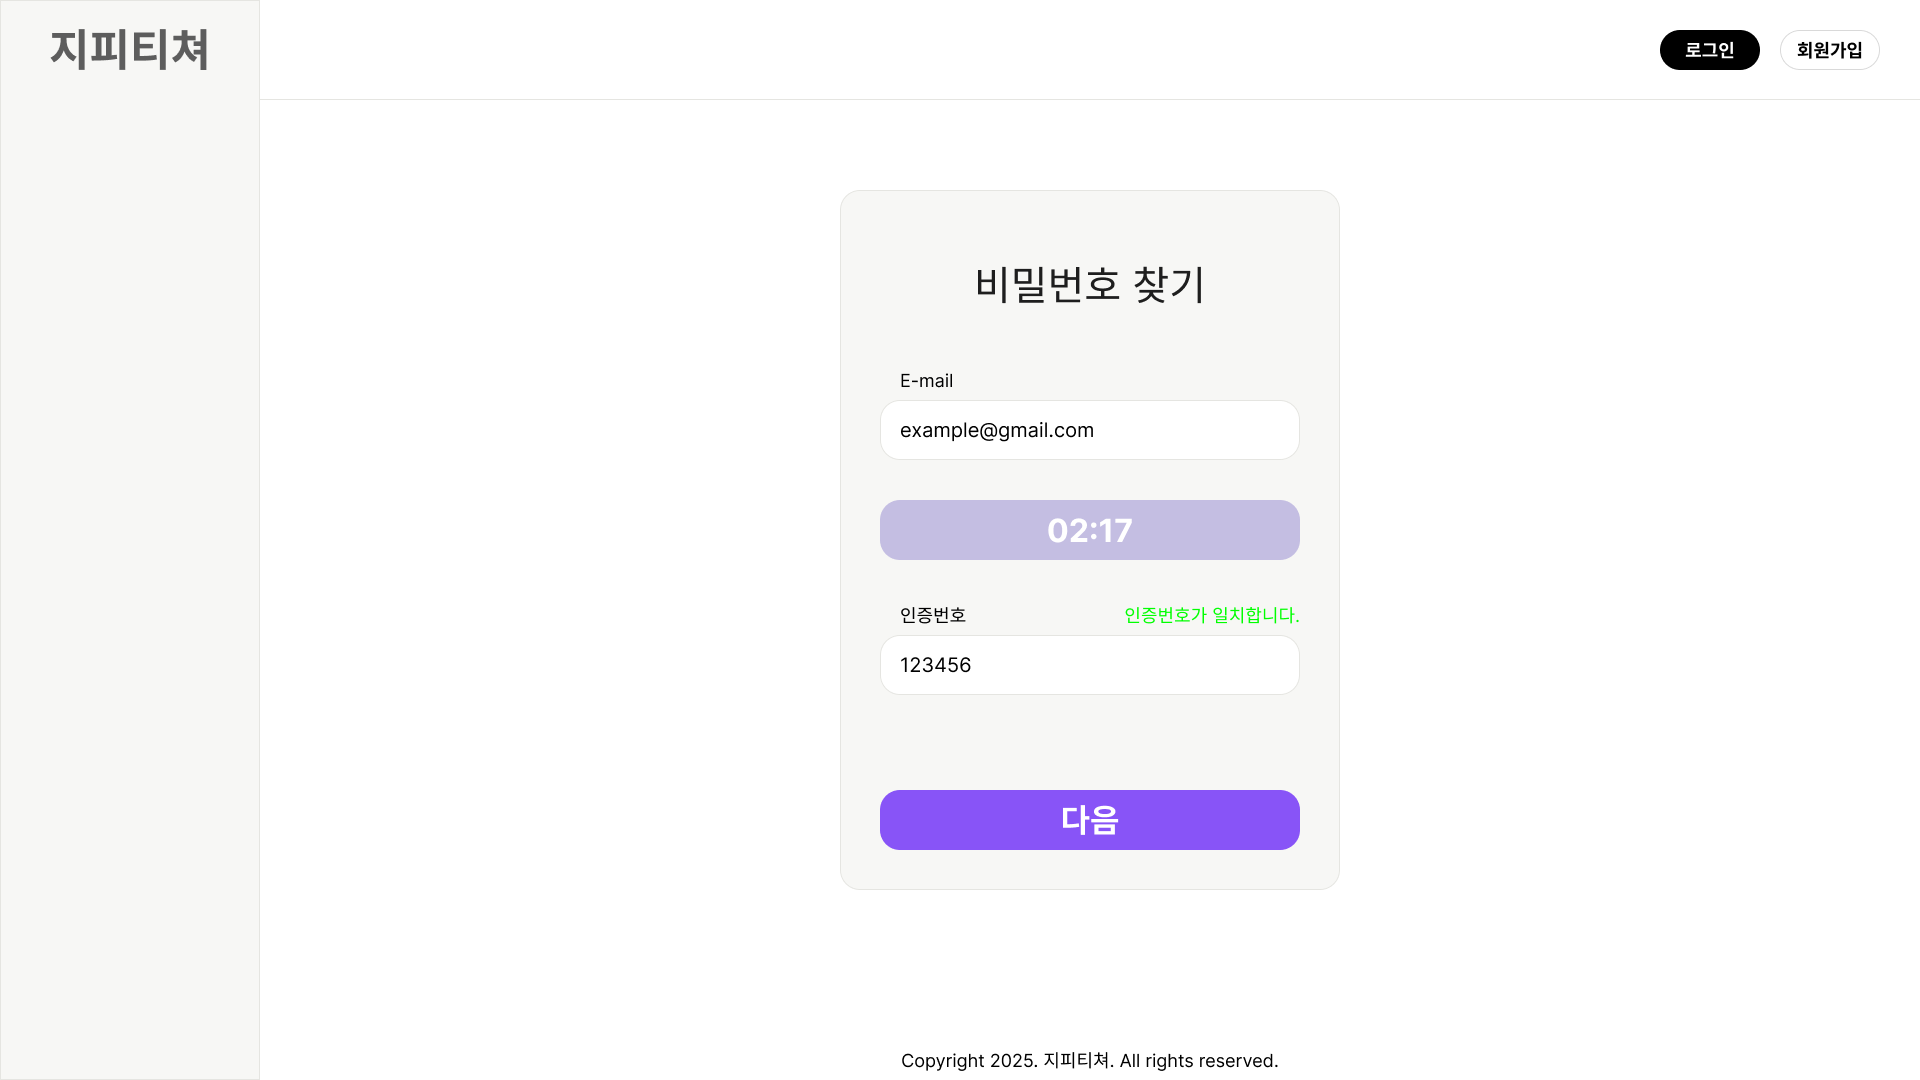 지피티쳐
로그인
회원가입
비밀번호 찾기
E-mail
example@gmail.com
02:17
인증번호
인증번호가 일치합니다.
123456
다음
Copyright 2025. 지피티쳐. All rights reserved.